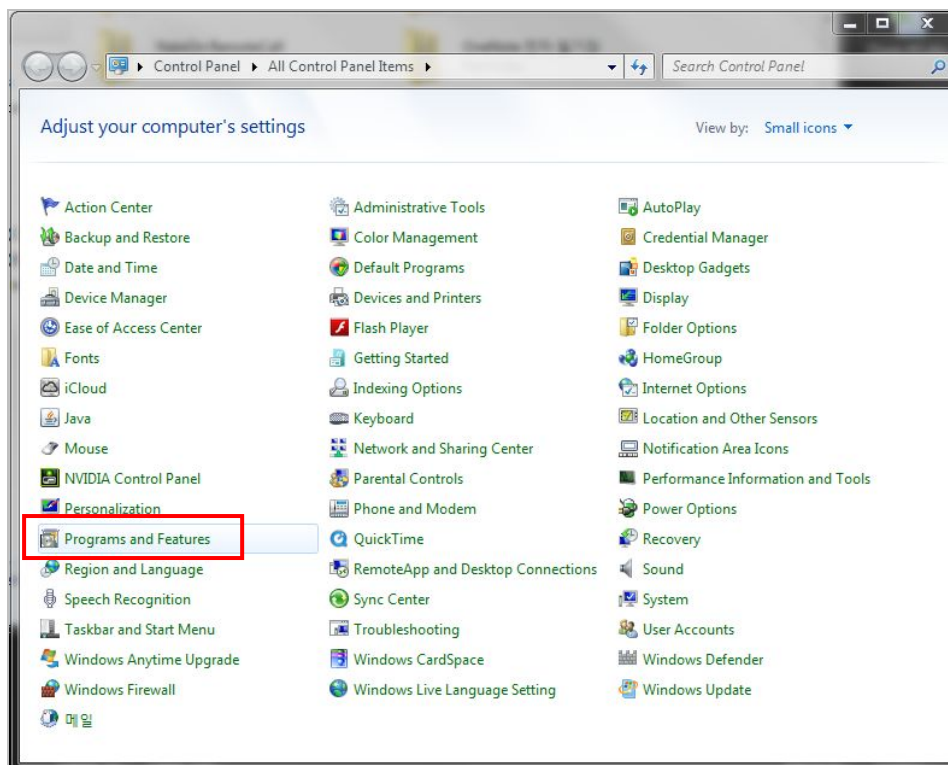 Control Panel All Control Panel Items Search Control Panel
Adjust your computer's settings View by: Small icons
Action Center Administrative Tools AutoPlay
Backup and Restore Color Management Credential Manager
Date and Time Default Programs Desktop Gadgets
Device Manager Devices and Printers Display
Ease of Access Center Flash Player Folder Options
Fonts Getting Started HomeGroup
iCloud Indexing Options Internet Options
Java Keyboard Location and Other Sensors
Mouse Network and Sharing Center Notification Area Icons
NVIDIA Control Panel Parental Controls Performance Information and Tools
Personalization Phone and Modem Power Options
Programs and Features QuickTime Recovery
Region and Language RemoteApp and Desktop Connections Sound
Speech Recognition Sync Center System
Taskbar and Start Menu Troubleshooting User Accounts
Windows Anytime Upgrade Windows CardSpace Windows Defender
Windows Firewall Windows Live Language Setting Windows Update
메일